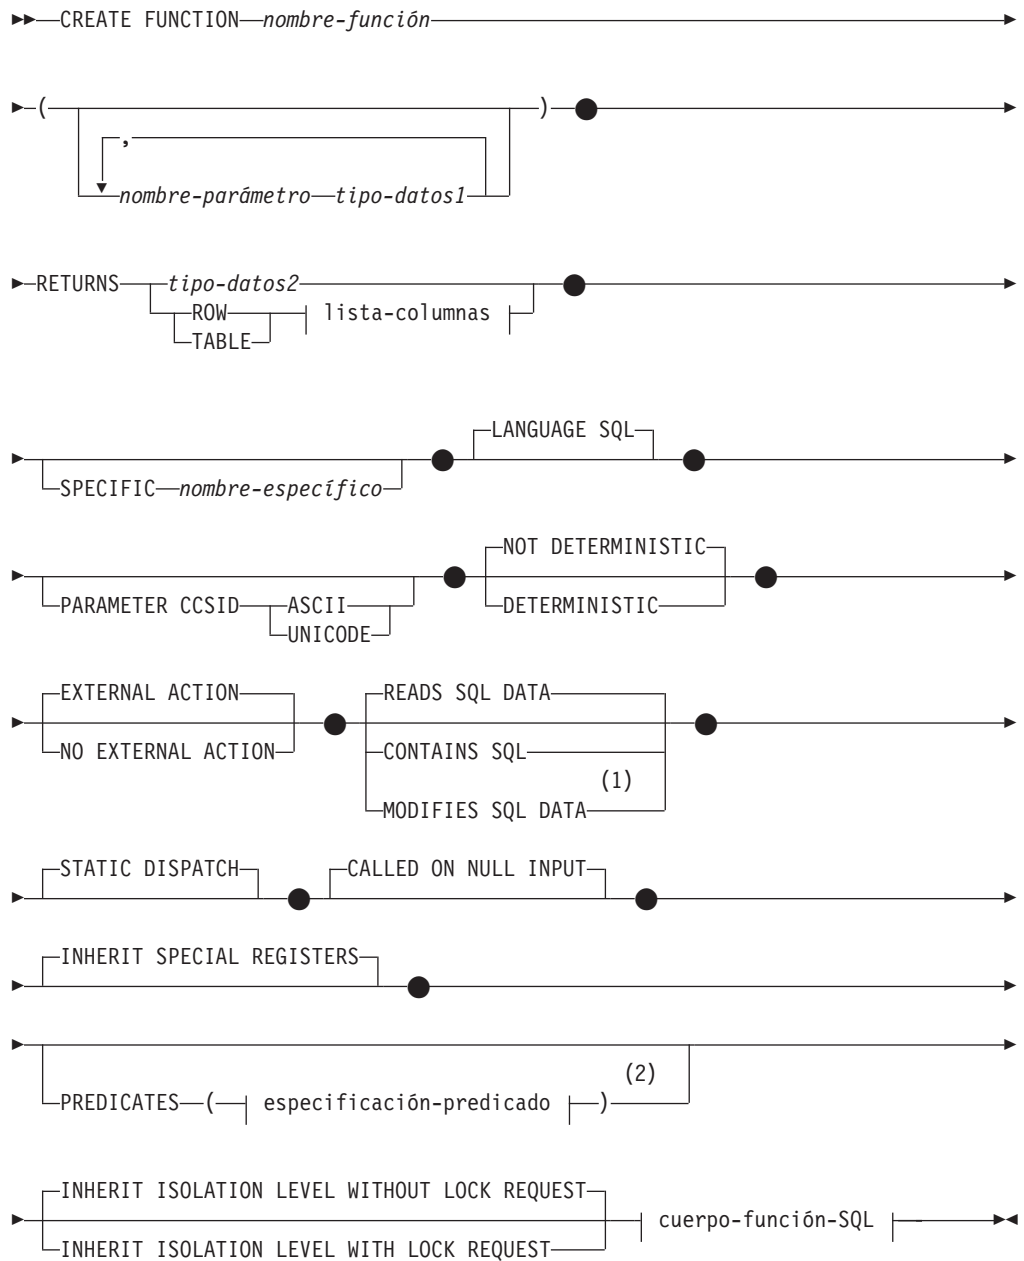 CREATE FUNCTION nombre-función
( )
,
nombre-parámetro tipo-datos1
RETURNS tipo-datos2
ROW lista-columnas
TABLE
LANGUAGE SQL
SPECIFIC nombre-específico
NOT DETERMINISTIC
PARAMETER CCSID ASCII DETERMINISTIC
UNICODE
EXTERNAL ACTION READS SQL DATA
NO EXTERNAL ACTION CONTAINS SQL
(1)
MODIFIES SQL DATA
STATIC DISPATCH CALLED ON NULL INPUT
INHERIT SPECIAL REGISTERS
(2)
PREDICATES ( especificación-predicado )
INHERIT ISOLATION LEVEL WITHOUT LOCK REQUEST
cuerpo-función-SQL
INHERIT ISOLATION LEVEL WITH LOCK REQUEST